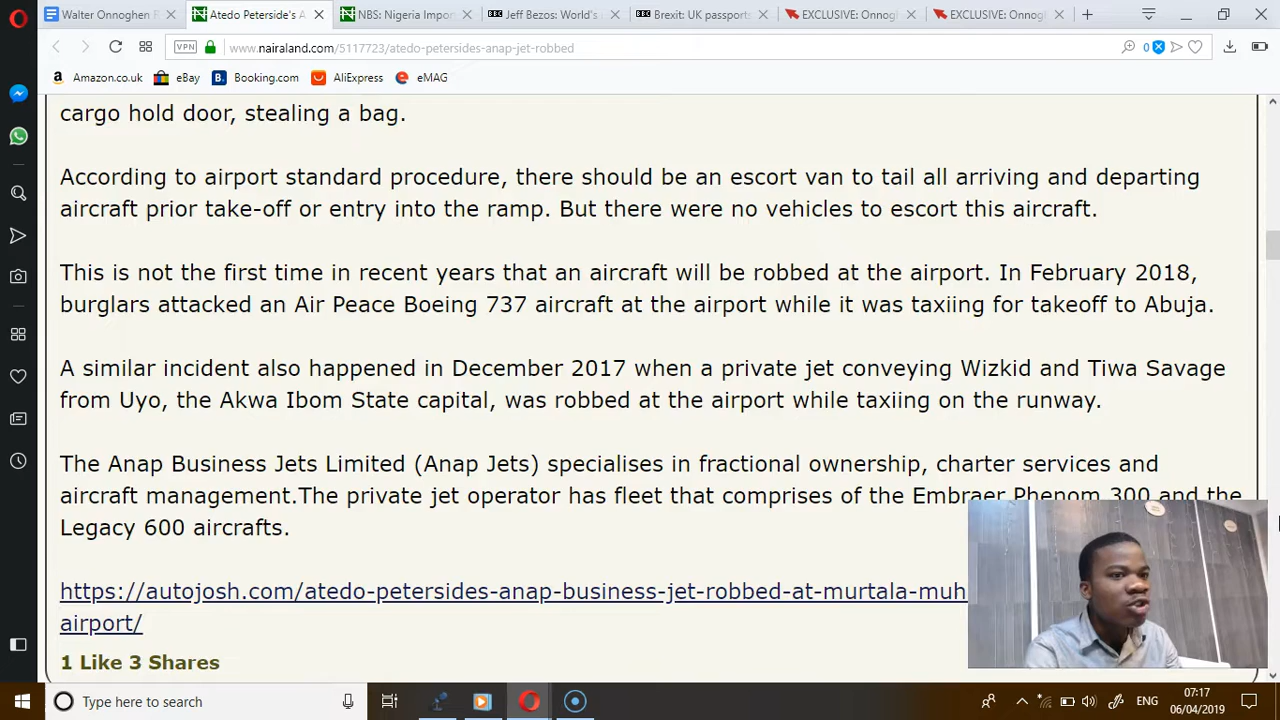 Walter Onnoghen F
Atedo Peterside's A
NBS: Nigeria Impor
Jeff Bezos: World's
Brexit: UK passport
EXCLUSIVE: Onnogh
EXCLUSIVE: Onnogh
VPN
www.nairaland.com/5117723/atedo-petersides-anap-jet-robbed
0
Amazon.co.uk
eBay
Booking.com
AliExpress
eMAG
cargo hold door, stealing a bag.
According to airport standard procedure, there should be an escort van to tail all arriving and departing
aircraft prior take-off or entry into the ramp. But there were no vehicles to escort this aircraft.
This is not the first time in recent years that an aircraft will be robbed at the airport. In February 2018,
burglars attacked an Air Peace Boeing 737 aircraft at the airport while it was taxiing for takeoff to Abuja.
A similar incident also happened in December 2017 when a private jet conveying Wizkid and Tiwa Savage
from Uyo, the Akwa Ibom State capital, was robbed at the airport while taxiing on the runway.
The Anap Business Jets Limited (Anap Jets) specialises in fractional ownership, charter services and
aircraft management.The private jet operator has fleet that comprises of the Embraer Phenom 300 and the
Legacy 600 aircrafts.
https://autojosh.com/atedo-petersides-anap-business-jet-robbed-at-murtala-muh
airport/
1 Like 3 Shares
Type here to search
ENG
07:17
06/04/2019